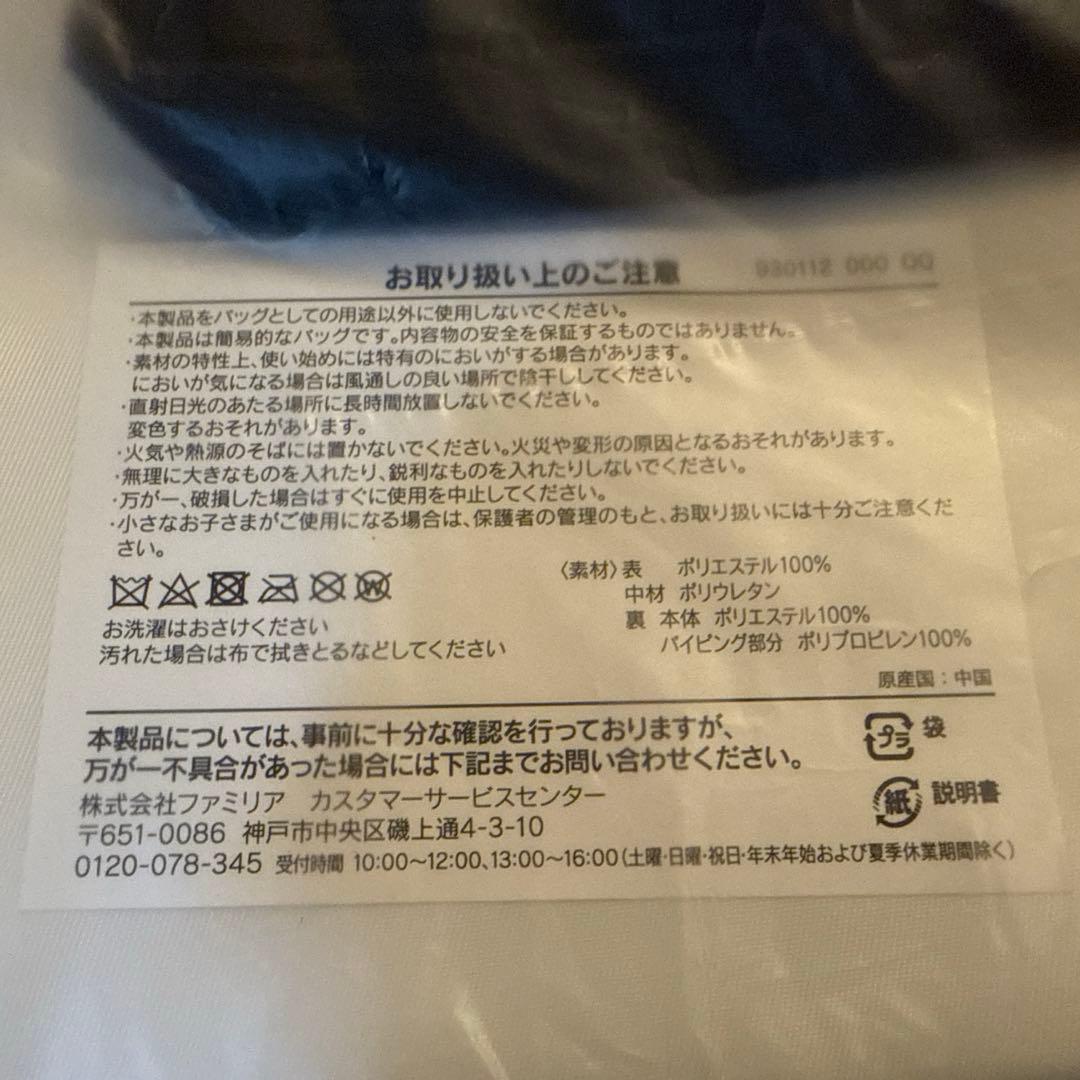 お取り扱い上のご注意 930112 000 00
・本製品をバッグとしての用途以外に使用しないでください。
・本製品は簡易的なバッグです。内容物の安全を保証するものではありません。
・素材の特性上、使い始めには特有のにおいがする場合があります。
においが気になる場合は風通しの良い場所で陰干ししてください。
・直射日光のあたる場所に長時間放置しないでください。
変色するおそれがあります。
・火気や熱源のそばには置かないでください。火災や変形の原因となるおそれがあります。
・無理に大きなものを入れたり、鋭利なものを入れたりしないでください。
・万が一、破損した場合はすぐに使用を中止してください。
・小さなお子さまがご使用になる場合は、保護者の管理のもと、お取り扱いには十分ご注意くだ
さい。
お洗濯はおさけください
汚れた場合は布で拭きとるなどしてください
〈素材〉表 ポリエステル100%
中材 ポリウレタン
裏 本体 ポリエステル100%
パイピング部分 ポリプロピレン100%
原産国：中国
本製品については、事前に十分な確認を行っておりますが、
万が一不具合があった場合には下記までお問い合わせください。
株式会社ファミリア カスタマーサービスセンター
〒651-0086 神戸市中央区磯上通4-3-10
0120-078-345 受付時間 10:00〜12:00、13:00〜16:00（土曜・日曜・祝日・年末年始および夏季休業期間除く）
プラ 袋
紙 説明書